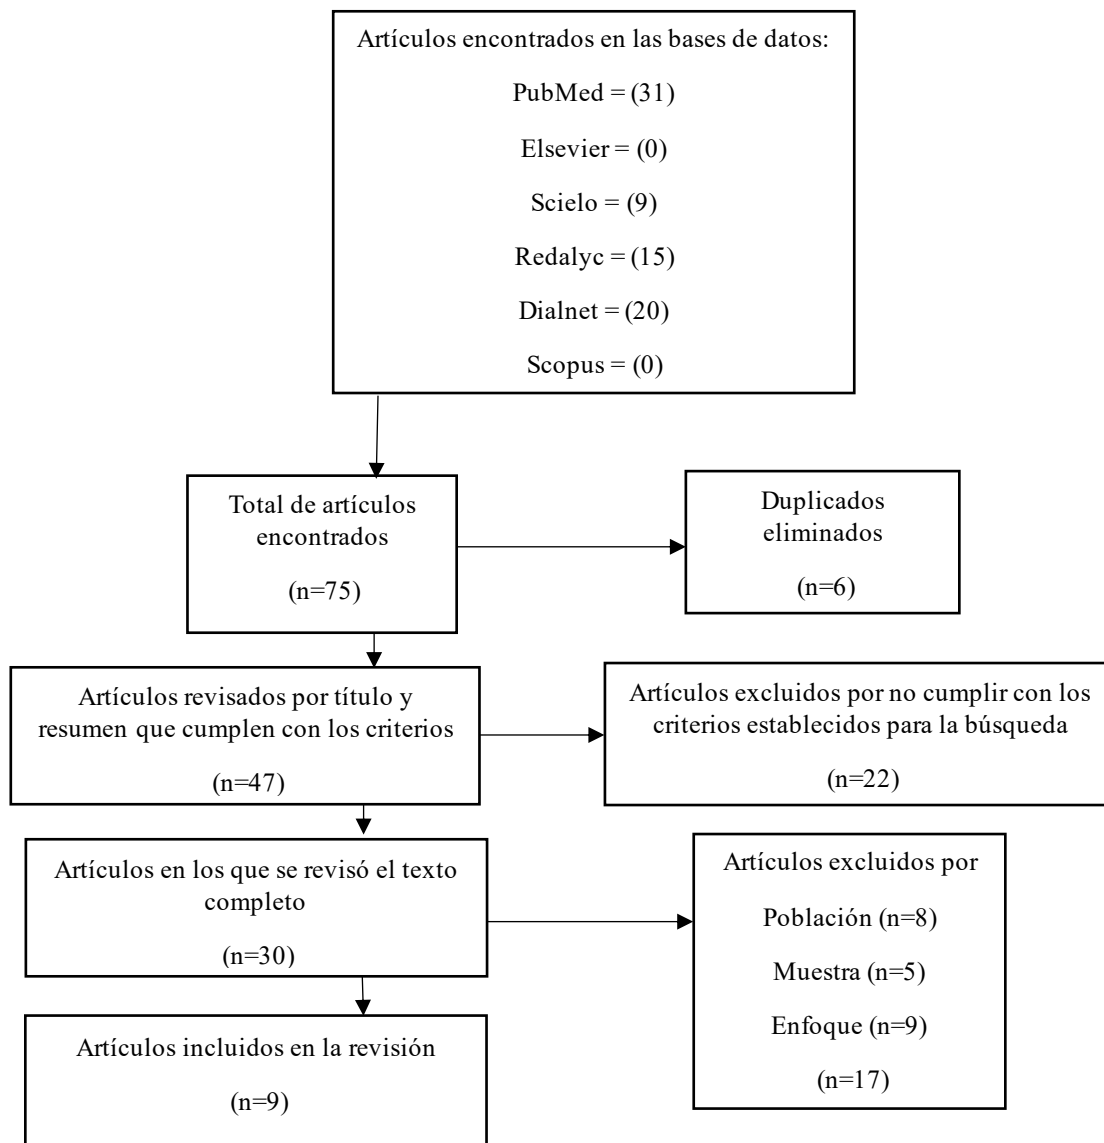 Artículos encontrados en las bases de datos:
PubMed = (31)
Elsevier = (0)
Scielo = (9)
Redalyc = (15)
Dialnet = (20)
Scopus = (0)
Total de artículos
encontrados
(n=75)
Duplicados
eliminados
(n=6)
Artículos revisados por título y
resumen que cumplen con los criterios
(n=47)
Artículos excluidos por no cumplir con los
criterios establecidos para la búsqueda
(n=22)
Artículos en los que se revisó el texto
completo
(n=30)
Artículos excluidos por
Población (n=8)
Muestra (n=5)
Enfoque (n=9)
(n=17)
Artículos incluidos en la revisión
(n=9)